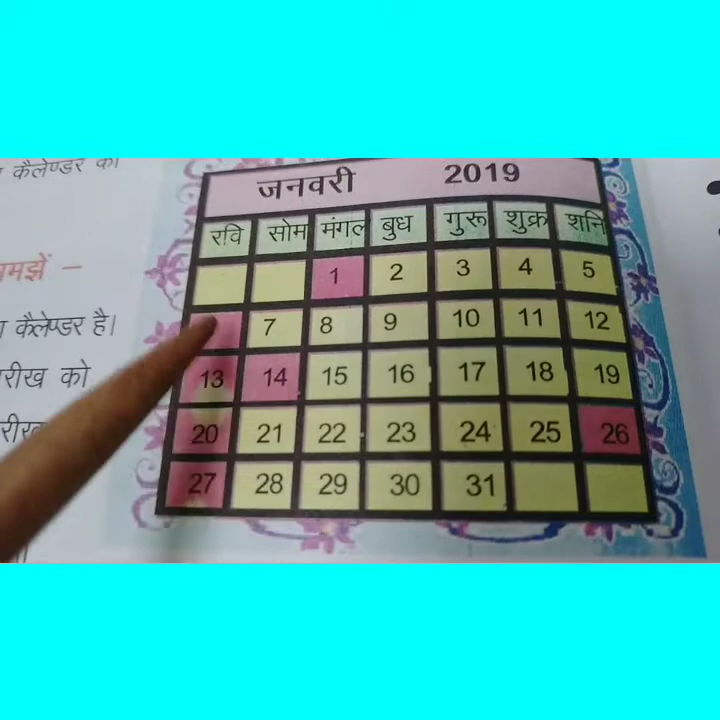 कैलेण्डर का
जनवरी 2019
रवि सोम मंगल बुध गुरू शुक्र शनि
1 2 3 4 5
समझें –
7 8 9 10 11 12
कैलेण्डर है।
13 14 15 16 17 18 19
तारीख को
20 21 22 23 24 25 26
27 28 29 30 31